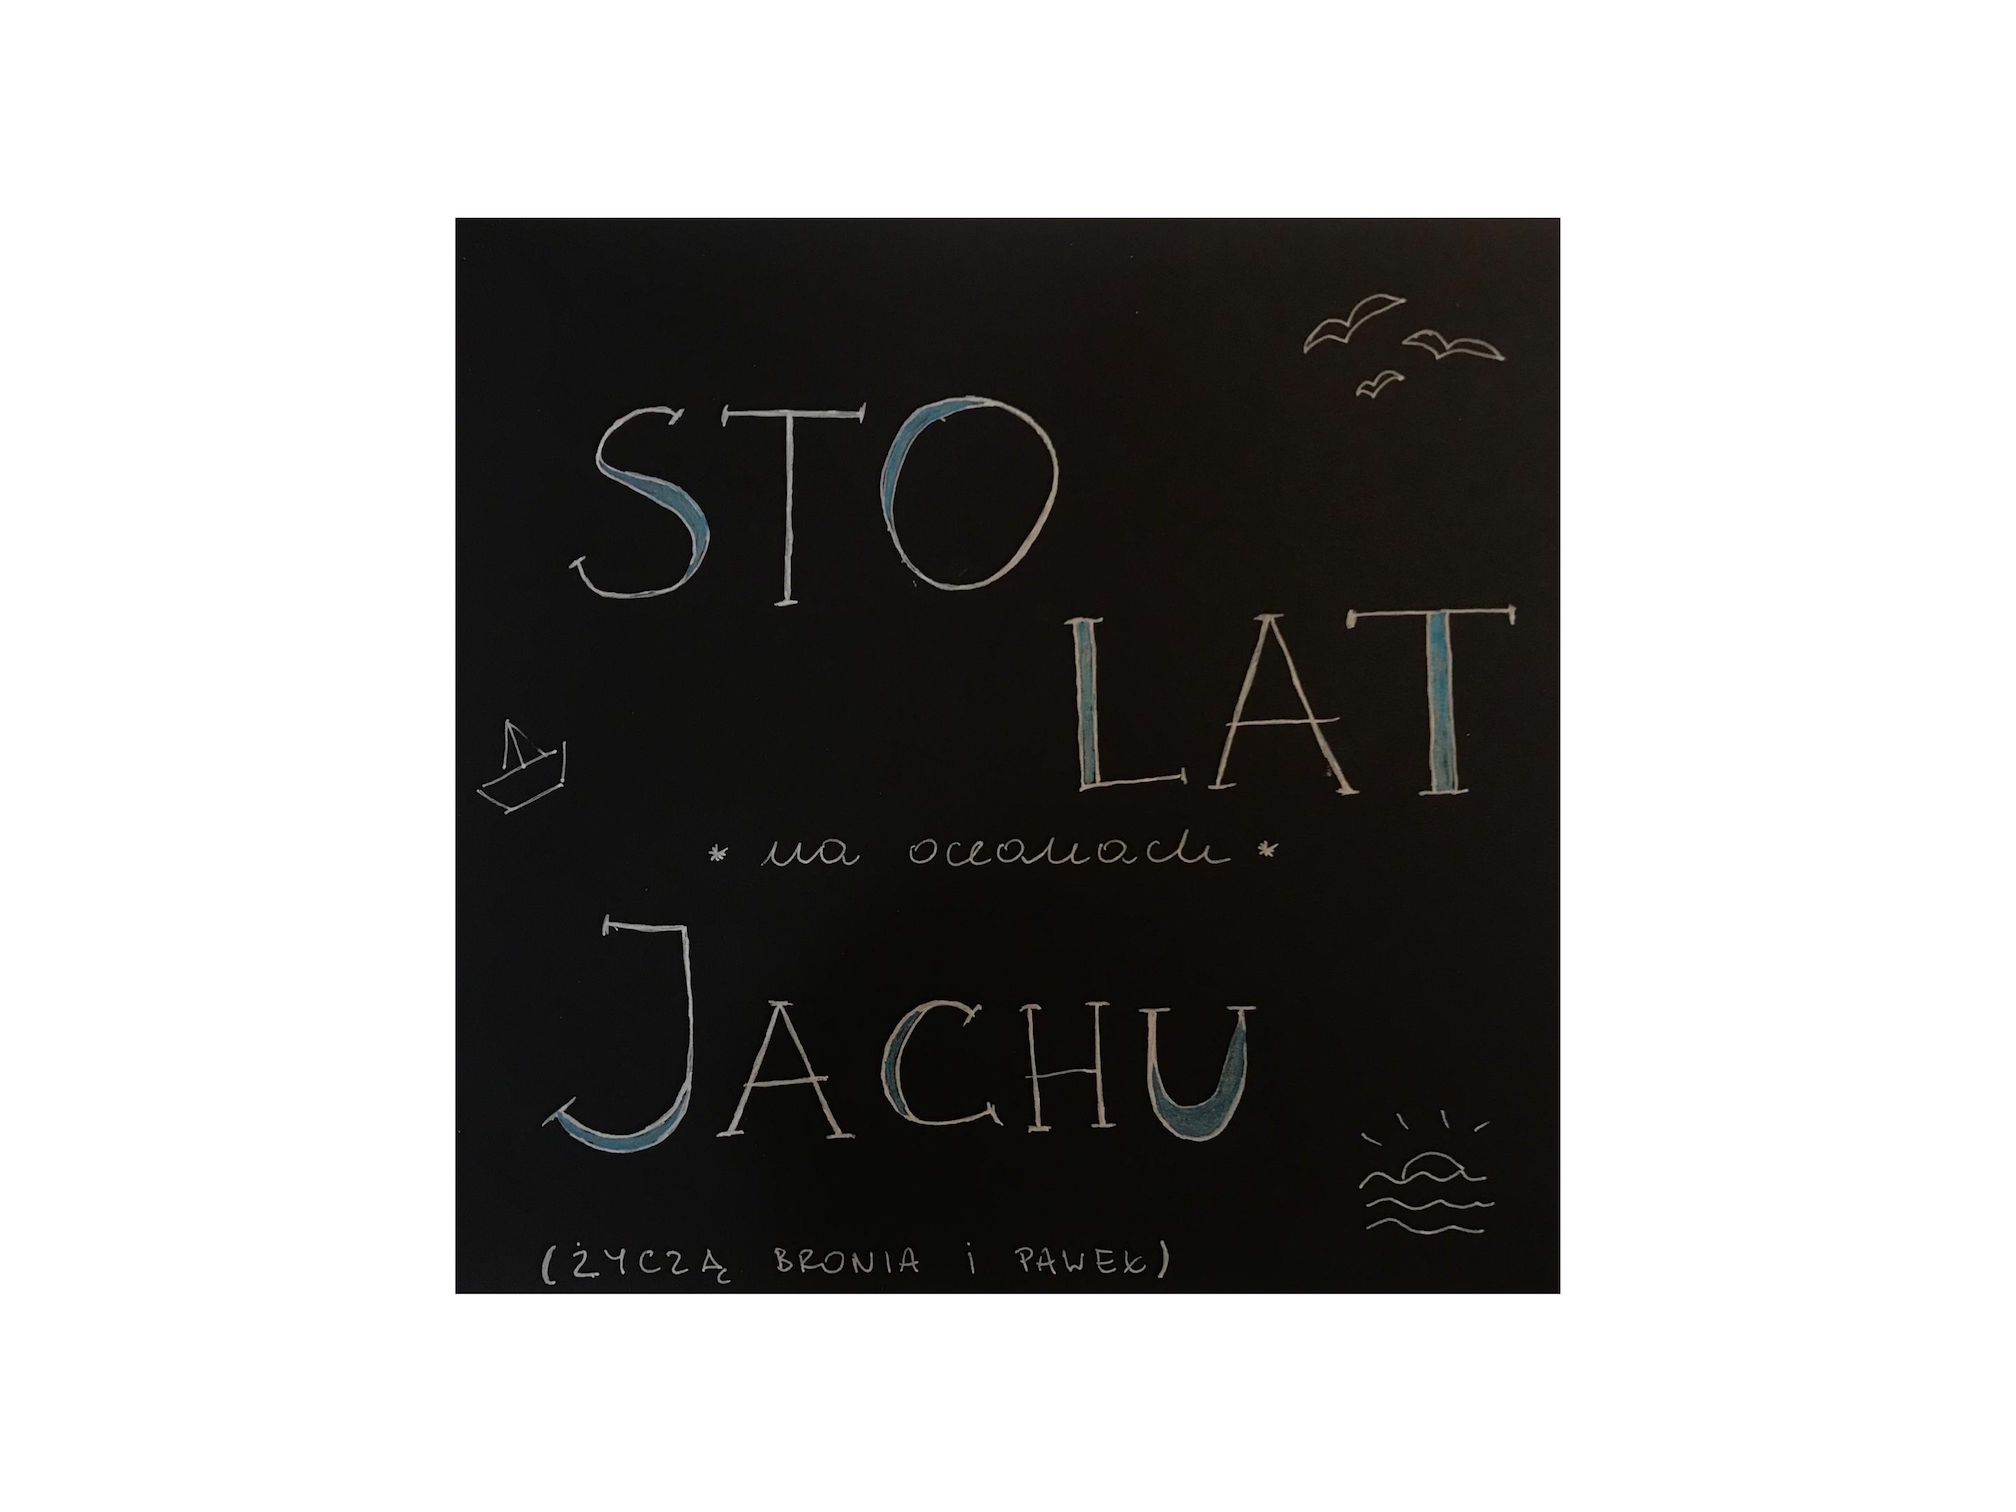 STO
LAT
* na oceanach *
JACHU
(ŻYCZĄ BRONIA i PAWEŁ)